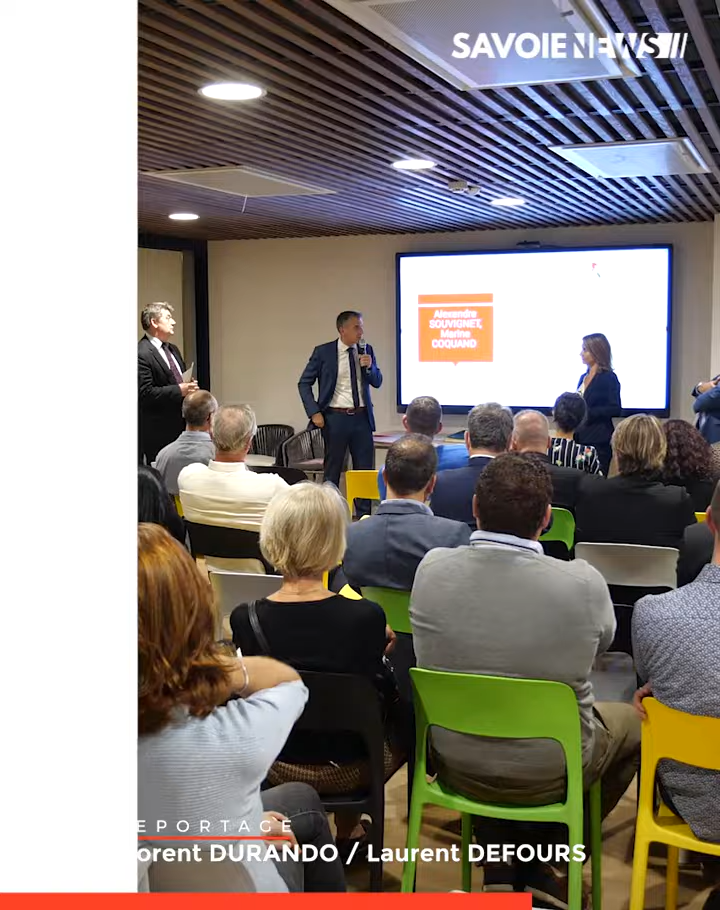 SAVOIE NEWS
Alexandre
SOUVIGNET,
Marine
COQUAND
EPORTAGE
orent DURANDO / Laurent DEFOURS